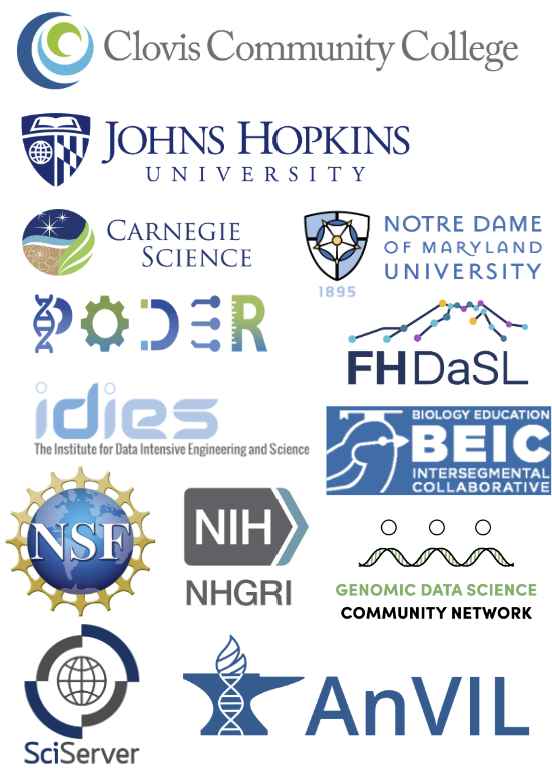 Clovis Community College
JOHNS HOPKINS
UNIVERSITY
CARNEGIE
SCIENCE
NOTRE DAME
OF MARYLAND
UNIVERSITY
1895
PODER
FHDaSL
idies
The Institute for Data Intensive Engineering and Science
BIOLOGY EDUCATION
BEIC
INTERSEGMENTAL
COLLABORATIVE
NSF
NIH
NHGRI
GENOMIC DATA SCIENCE
COMMUNITY NETWORK
SciServer
AnVIL